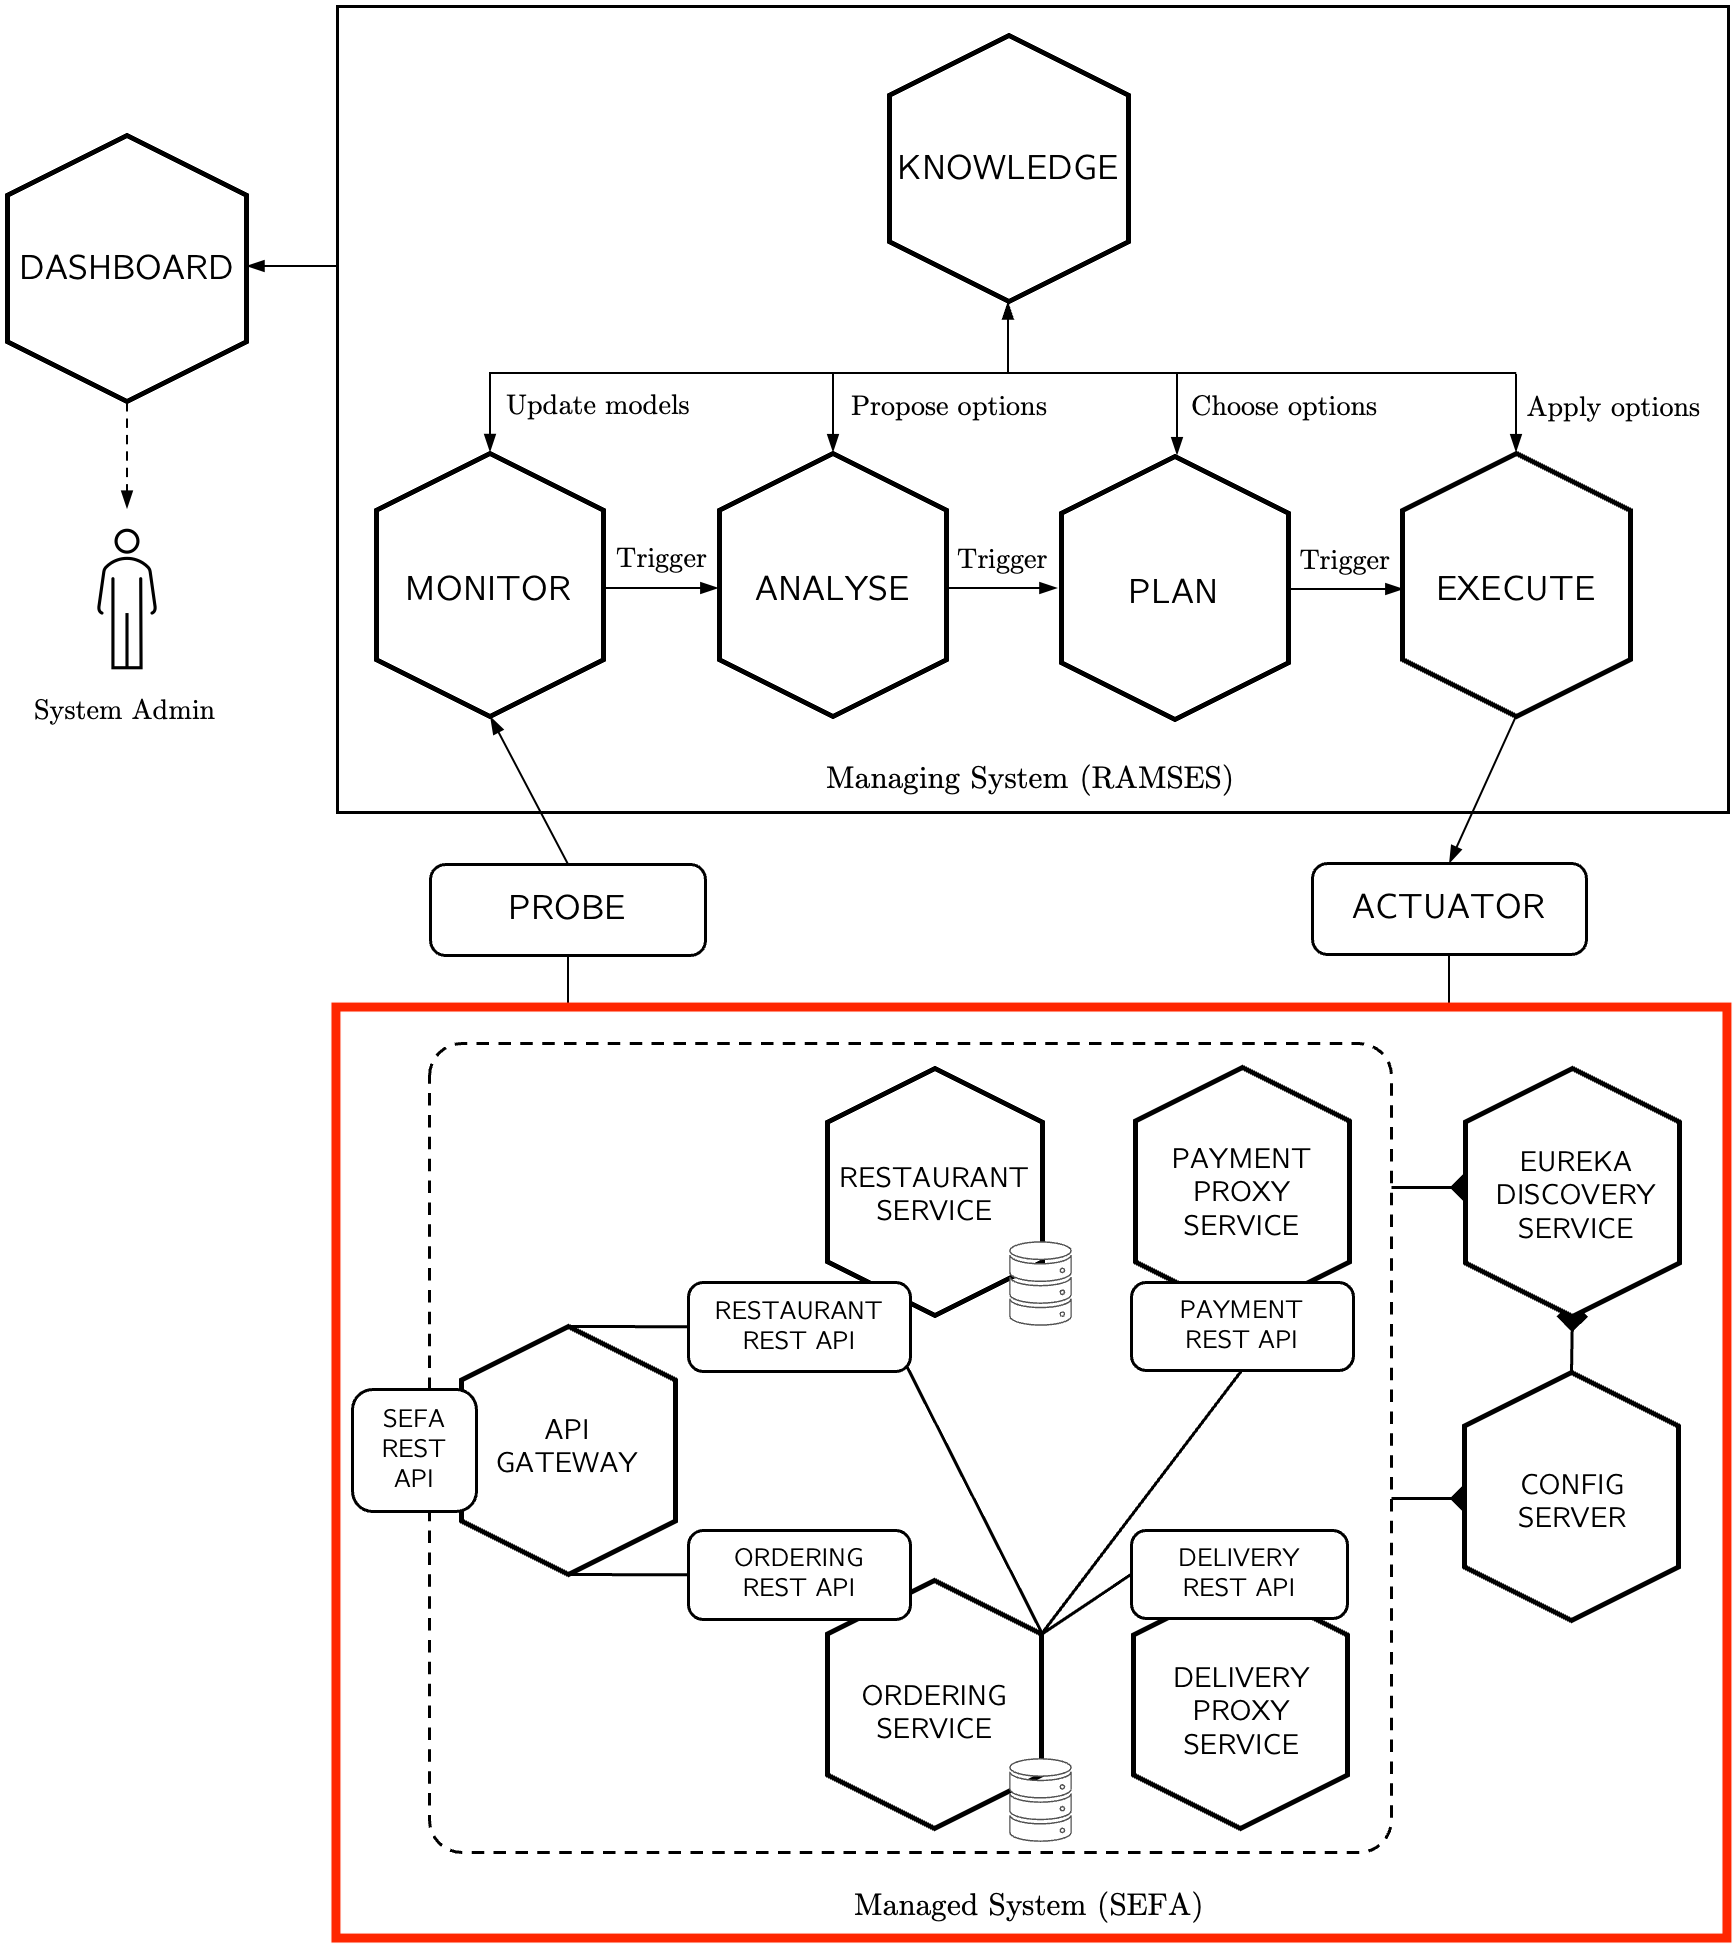 KNOWLEDGE
DASHBOARD
Update models
Propose options
Choose options
Apply options
MONITOR
Trigger
ANALYSE
Trigger
PLAN
Trigger
EXECUTE
System Admin
Managing System (RAMSES)
PROBE
ACTUATOR
RESTAURANT
SERVICE
PAYMENT
PROXY
SERVICE
EUREKA
DISCOVERY
SERVICE
RESTAURANT
REST API
PAYMENT
REST API
SEFA
REST
API
API
GATEWAY
CONFIG
SERVER
ORDERING
REST API
DELIVERY
REST API
ORDERING
SERVICE
DELIVERY
PROXY
SERVICE
Managed System (SEFA)